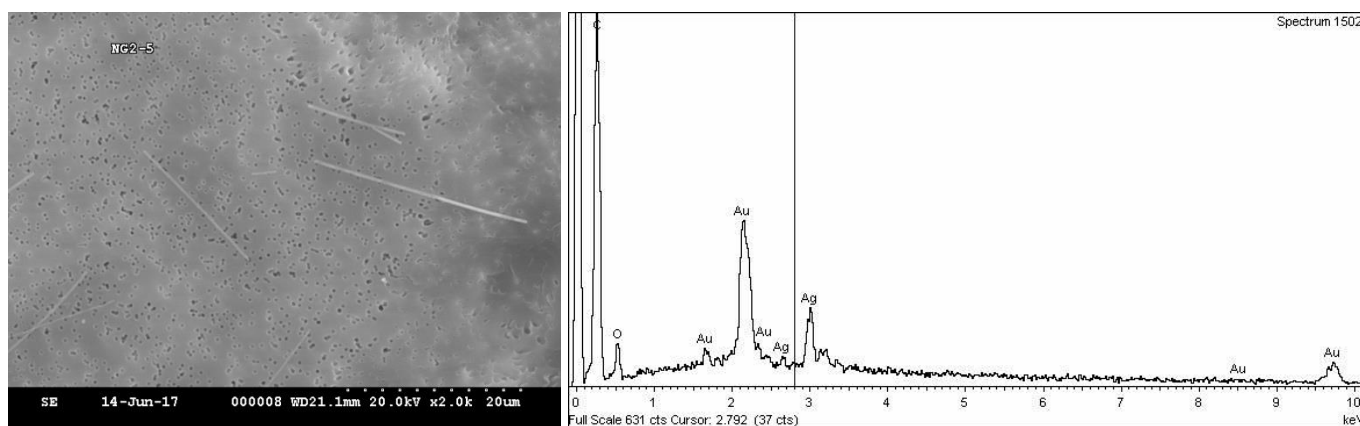 NG2-5
SE 14-Jun-17 000008 WD21.1mm 20.0kV x2.0k 20um
Spectrum 1502
C
O
Au
Au
Au
Ag
Ag
Au
Au
0 1 2 3 4 5 6 7 8 9 10
Full Scale 631 cts Cursor: 2.792 (37 cts)
keV